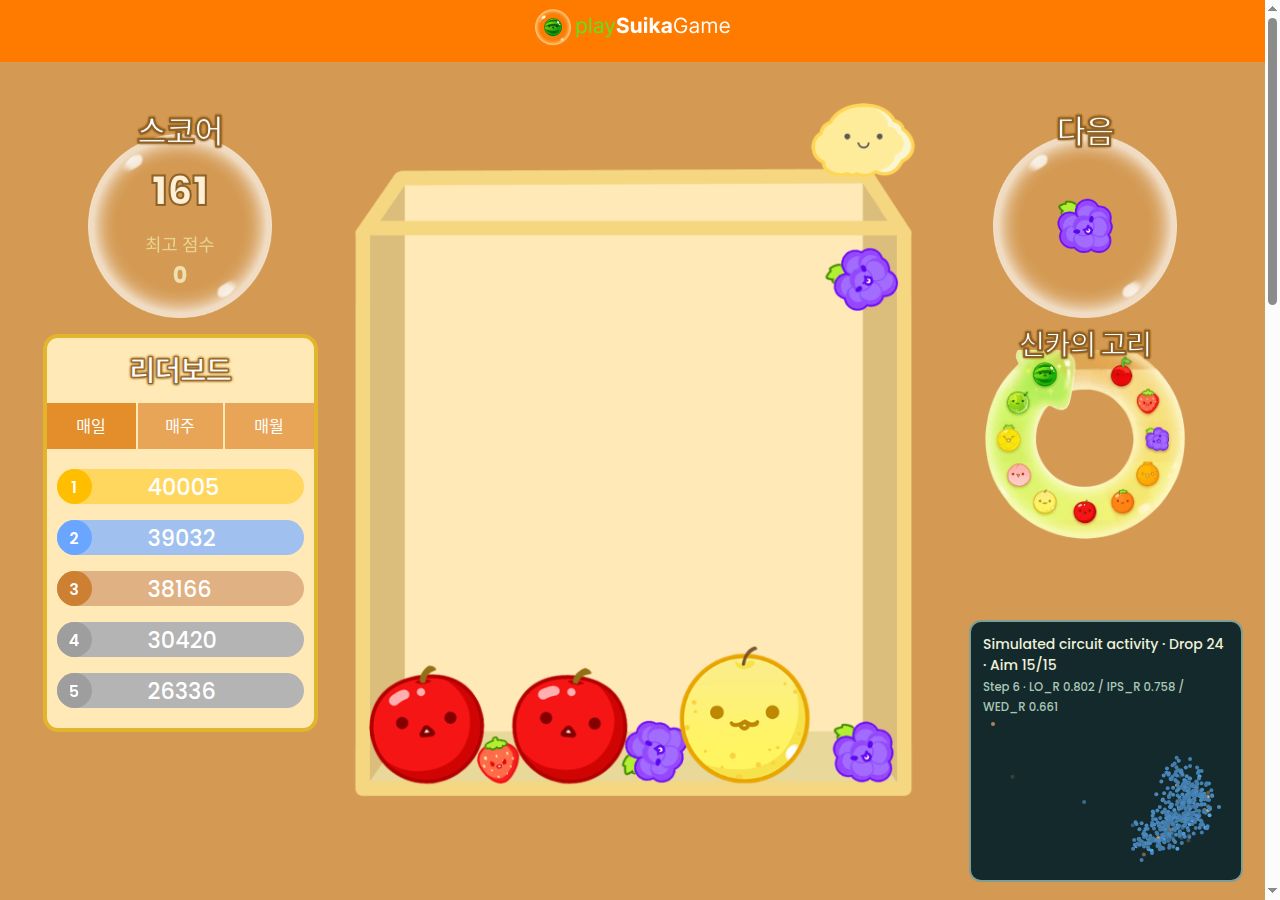 playSuikaGame
스코어
161
최고 점수
0
리더보드
매일 매주 매월
1 40005
2 39032
3 38166
4 30420
5 26336
다음
신카의 고리
Simulated circuit activity · Drop 24
· Aim 15/15
Step 6 · LO_R 0.802 / IPS_R 0.758 /
WED_R 0.661